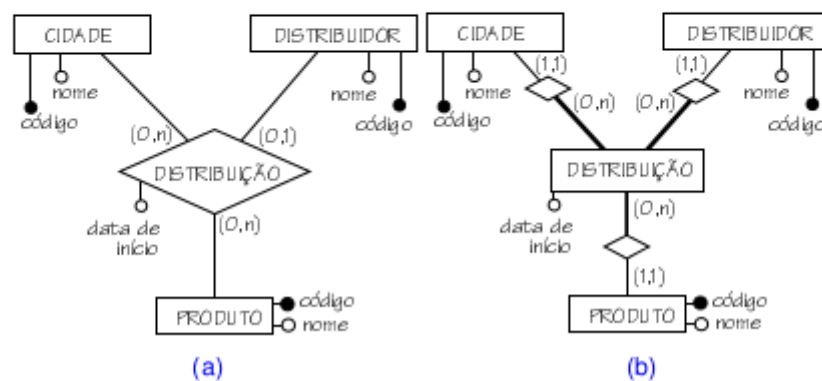 CIDADE
DISTRIBUIDOR
nome
código
nome
código
(0,n)
(0,1)
DISTRIBUIÇÃO
data de
início
(0,n)
PRODUTO
código
nome
(a)
CIDADE
DISTRIBUIDOR
(1,1)
(1,1)
nome
código
nome
código
(0,n)
(0,n)
DISTRIBUIÇÃO
(0,n)
data de
início
(1,1)
PRODUTO
código
nome
(b)